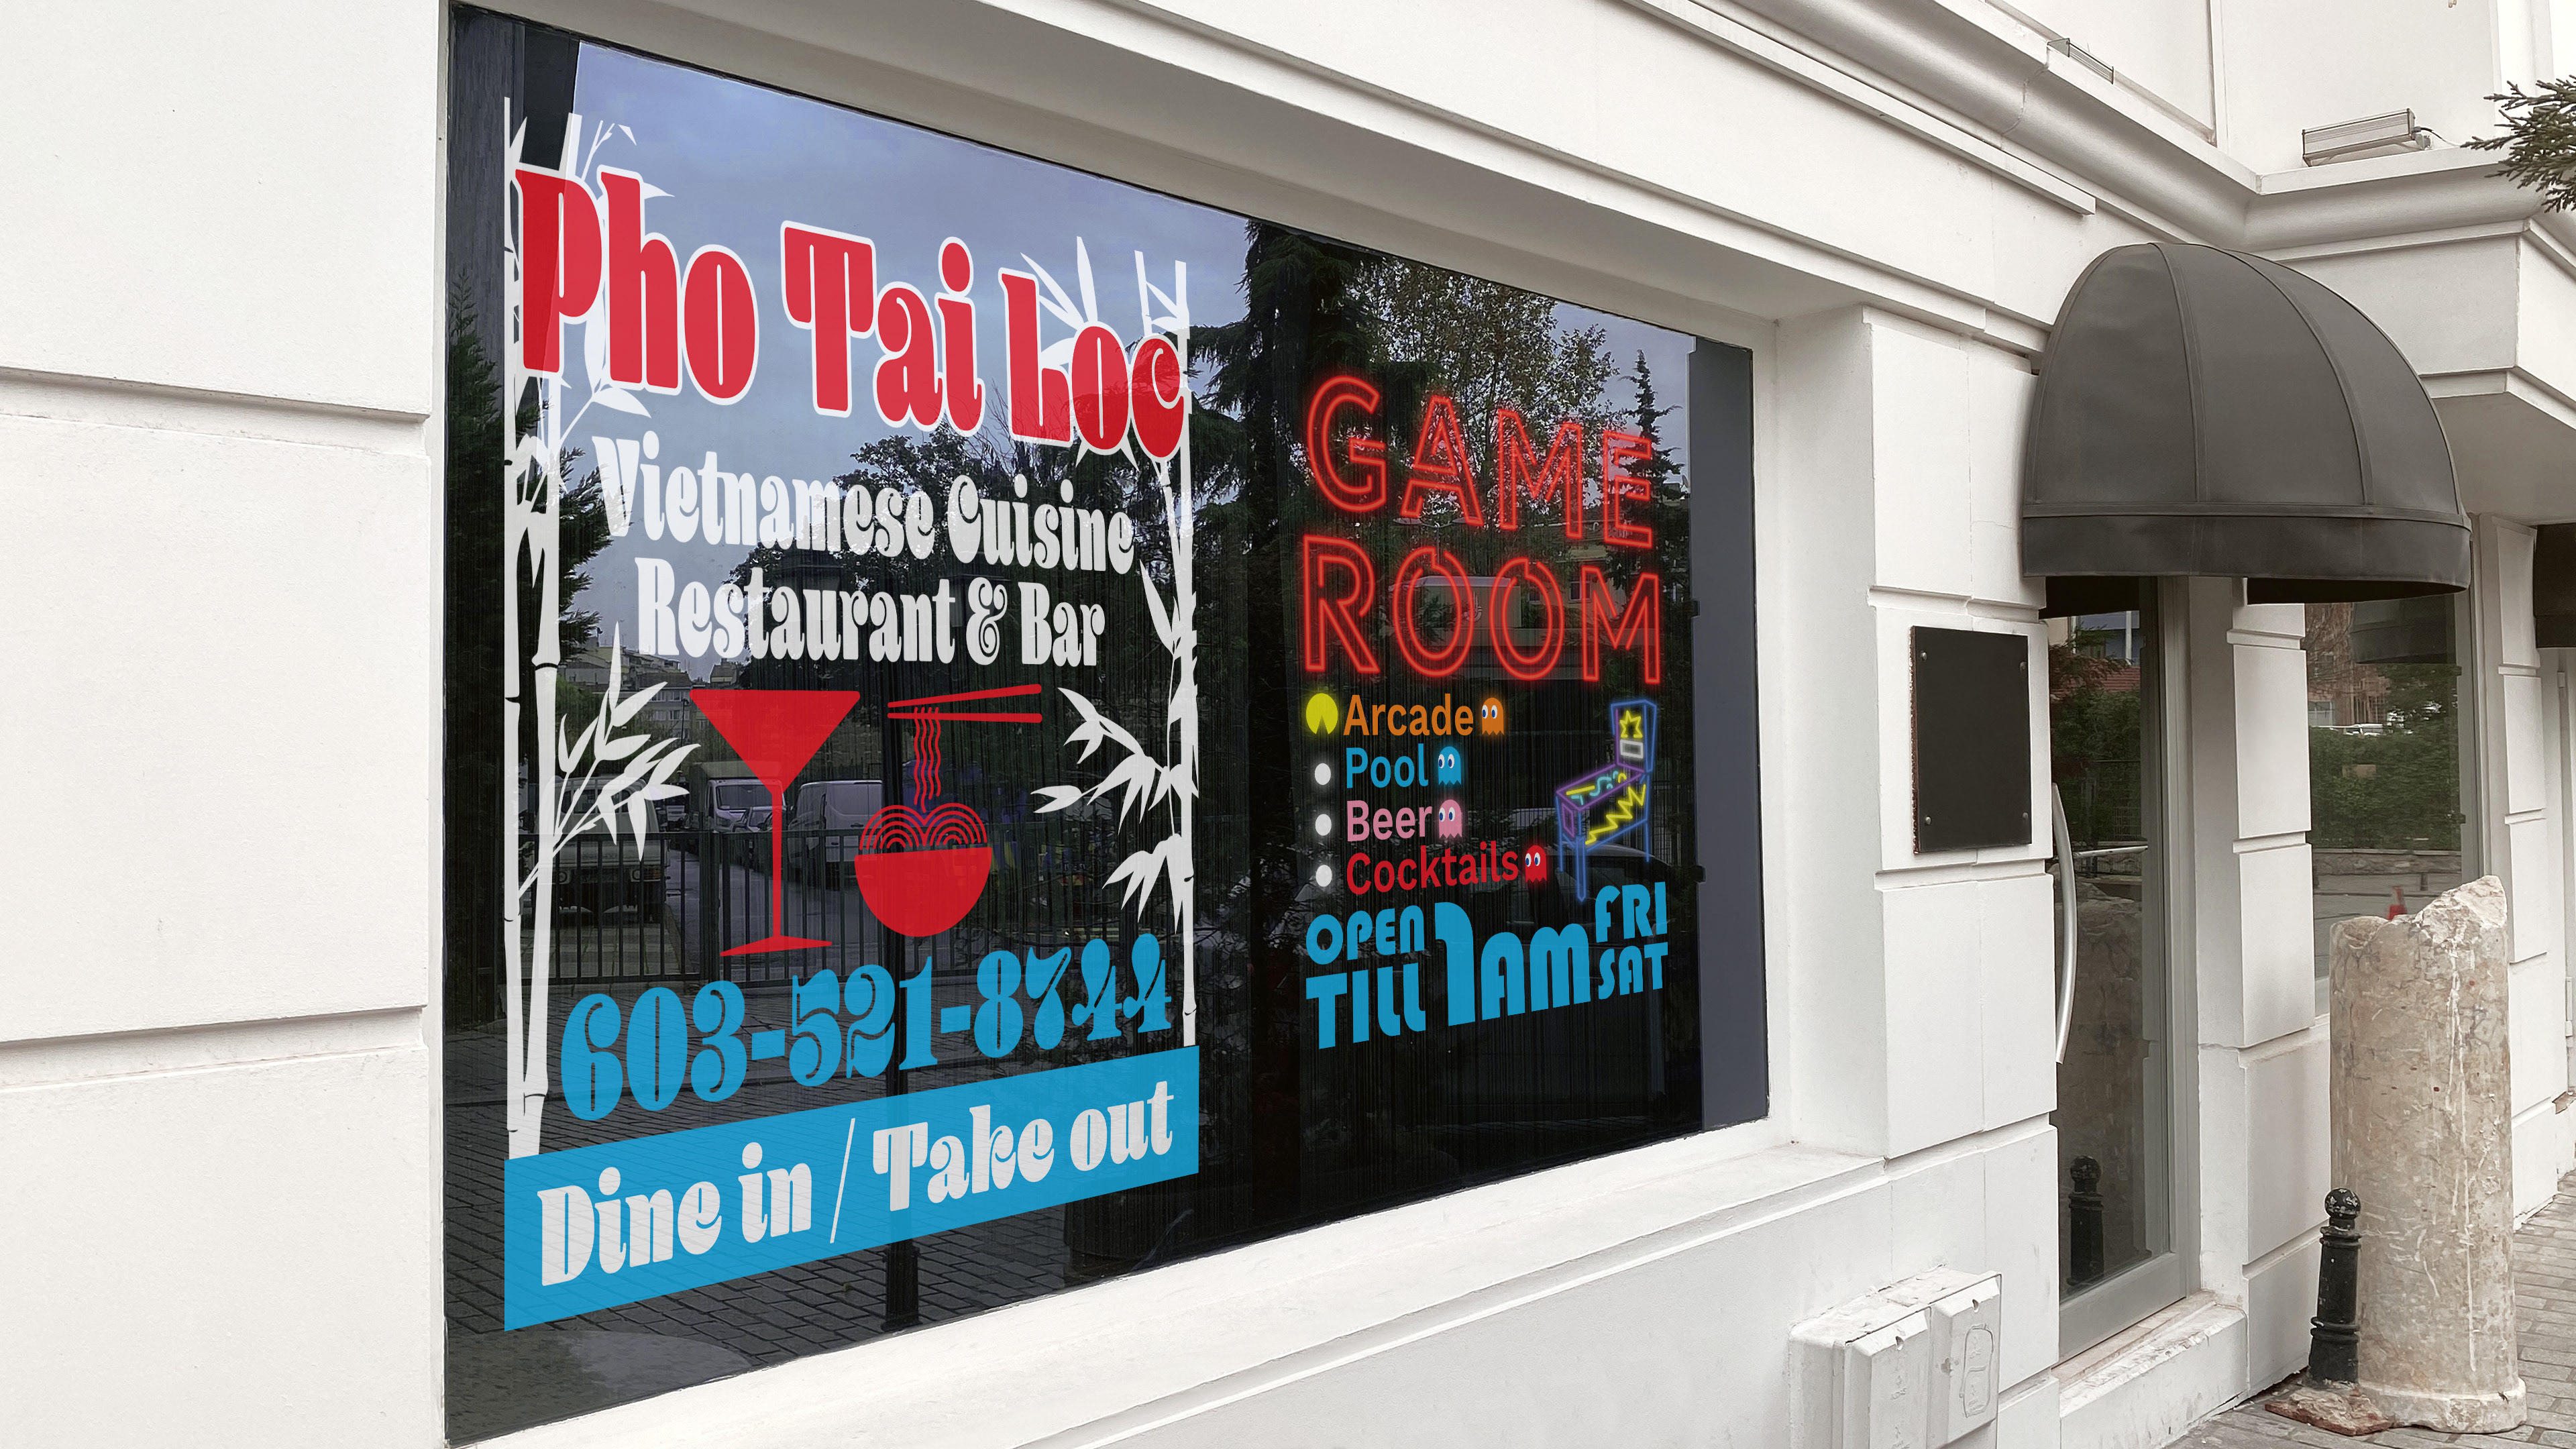 Pho Tai Loc
Vietnamese Cuisine
Restaurant & Bar
603-521-8744
Dine in / Take out
GAME
ROOM
Arcade
Pool
Beer
Cocktails
OPEN
TILL
1AM
FRI
SAT